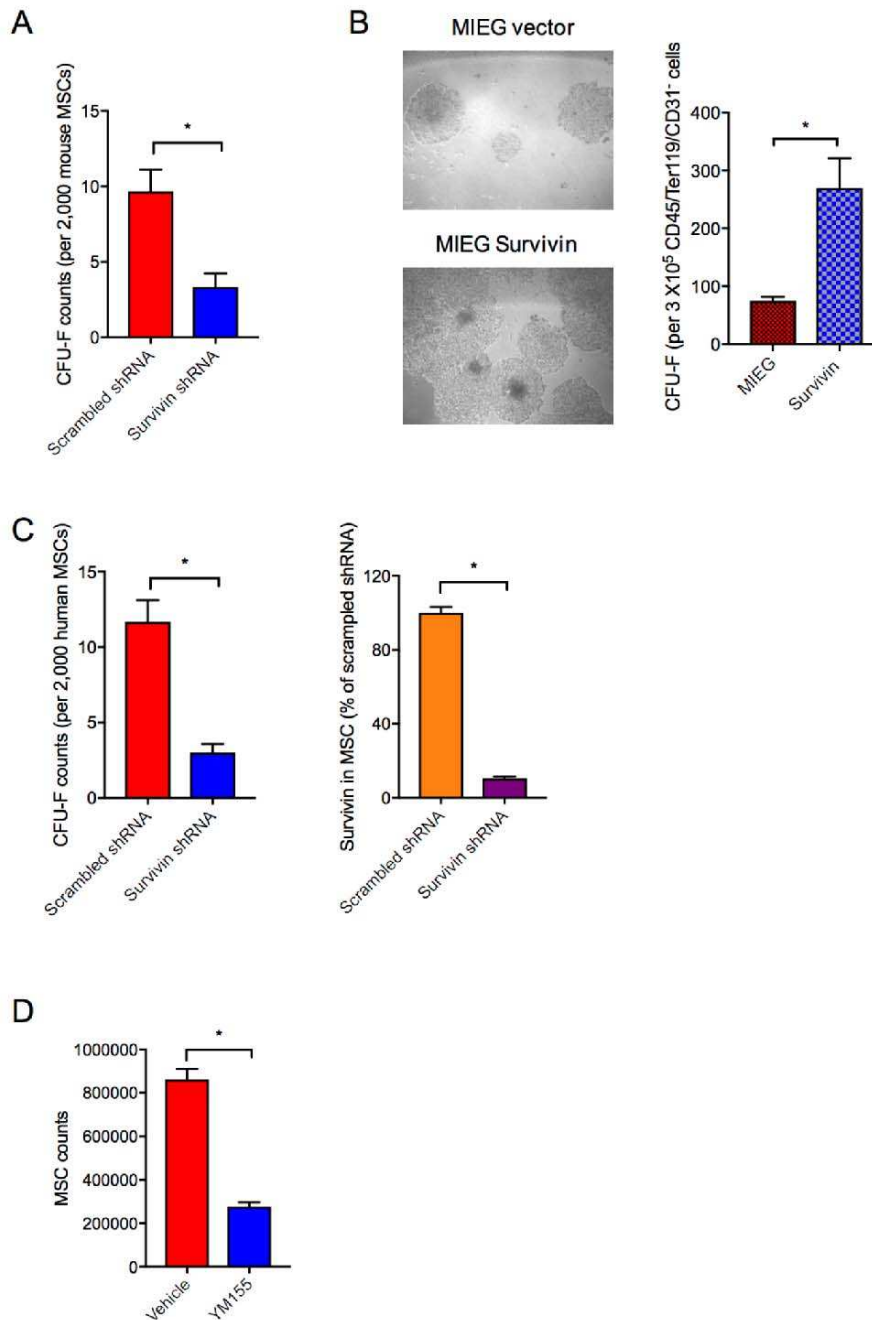 A
CFU-F counts (per 2,000 mouse MSCs)
15
10
5
0
*
Scrambled shRNA
Survivin shRNA
B
MIEG vector
MIEG Survivin
CFU-F (per 3 X10⁵ CD45/Ter119/CD31⁻ cells
400
300
200
100
0
*
MIEG
Survivin
C
CFU-F counts (per 2,000 human MSCs)
15
10
5
0
*
Scrambled shRNA
Survivin shRNA
Survivin in MSC (% of scrampled shRNA)
120
80
40
0
*
Scrambled shRNA
Survivin shRNA
D
MSC counts
1000000
800000
600000
400000
200000
0
*
Vehicle
YM155